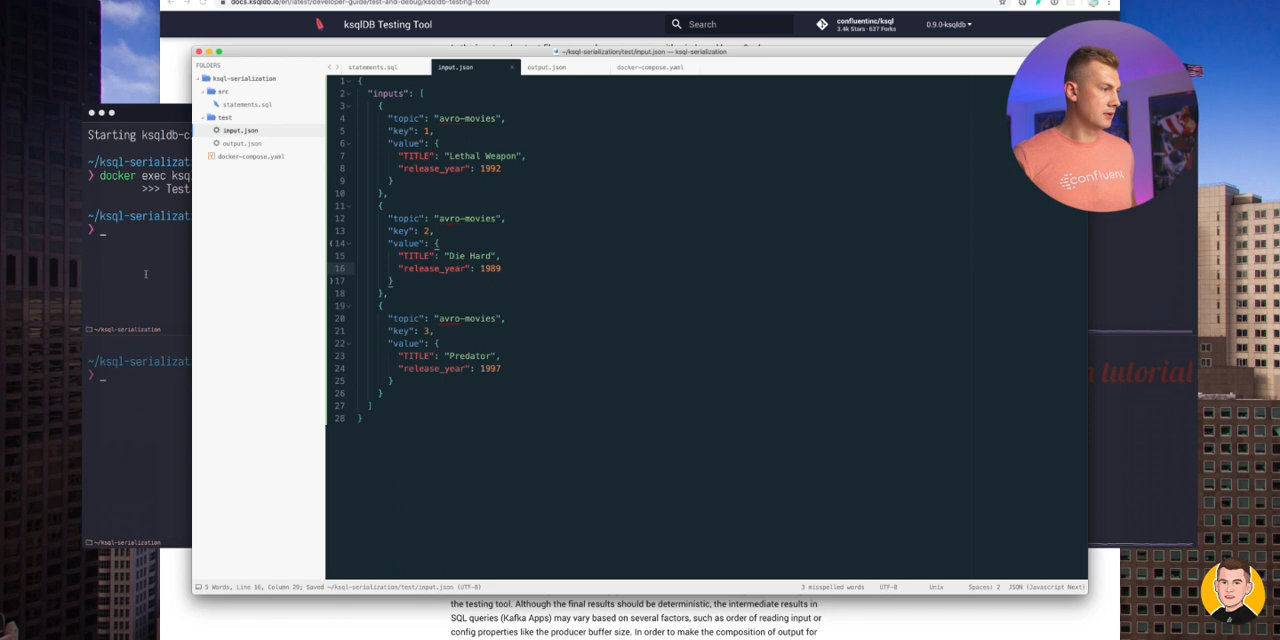 docs.ksqldb.io/en/latest/developer-guide/test-and-debug/ksqldb-testing-tool/
ksqlDB Testing Tool
Search
confluentinc/ksql
3.4k Stars · 637 Forks
0.9.0-ksqldb
~/ksql-serialization/test/input.json — ksql-serialization
FOLDERS
ksql-serialization
src
statements.sql
test
input.json
output.json
docker-compose.yaml
statements.sql
input.json
output.json
docker-compose.yaml
1 {
2 "inputs": [
3 {
4 "topic": "avro-movies",
5 "key": 1,
6 "value": {
7 "TITLE": "Lethal Weapon",
8 "release_year": 1992
9 }
10 },
11 {
12 "topic": "avro-movies",
13 "key": 2,
14 "value": {
15 "TITLE": "Die Hard",
16 "release_year": 1989
17 }
18 },
19 {
20 "topic": "avro-movies",
21 "key": 3,
22 "value": {
23 "TITLE": "Predator",
24 "release_year": 1997
25 }
26 }
27 ]
28 }
5 Words, Line 16, Column 29; Saved ~/ksql-serialization/test/input.json (UTF-8)
3 misspelled words
UTF-8
Unix
Spaces: 2
JSON (Javascript Next)
Starting ksqldb-c
~/ksql-serializati
❯ docker exec ksq
>>> Test
~/ksql-serializati
❯ _
~/ksql-serialization
~/ksql-serializati
❯ _
~/ksql-serialization
confluent
tutorial
the testing tool. Although the final results should be deterministic, the intermediate results in
SQL queries (Kafka Apps) may vary based on several factors, such as order of reading input or
config properties like the producer buffer size. In order to make the composition of output for